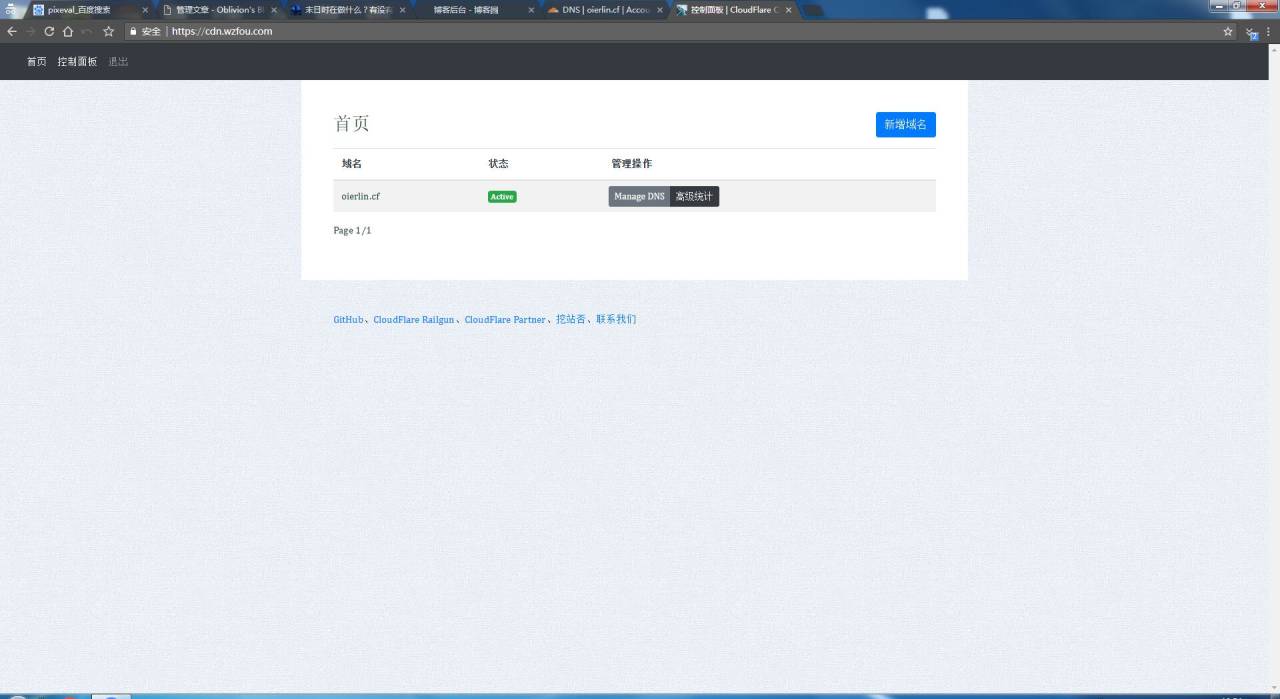 pixeval_百度搜索
管理文章 - Oblivion's Bl
末日时在做什么？有没有
博客后台 - 博客园
DNS | oierlin.cf | Accou
控制面板 | CloudFlare C
安全 | https://cdn.wzfou.com
首页 控制面板 退出
首页 新增域名
域名 状态 管理操作
oierlin.cf Active Manage DNS 高级统计
Page 1/1
GitHub、CloudFlare Railgun、CloudFlare Partner、挖站否、联系我们